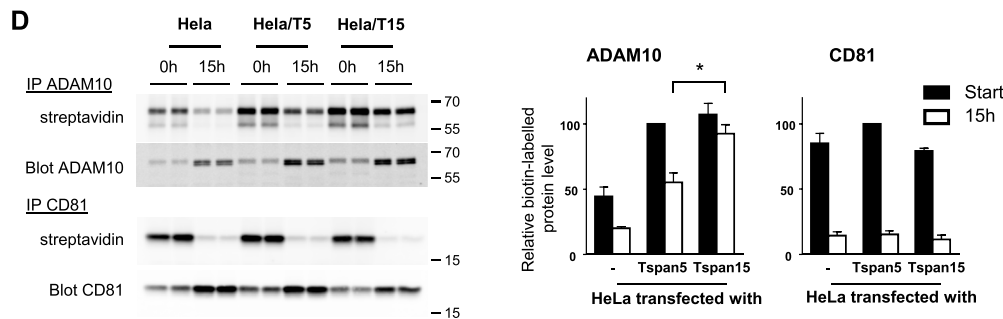 D
Hela Hela/T5 Hela/T15
0h 15h 0h 15h 0h 15h
IP ADAM10
streptavidin
70
55
Blot ADAM10
70
55
IP CD81
streptavidin
15
Blot CD81
15
ADAM10 CD81
*
Start
15h
Relative biotin-labelled
protein level
100
50
0
- Tspan5 Tspan15
HeLa transfected with
100
50
0
- Tspan5 Tspan15
HeLa transfected with